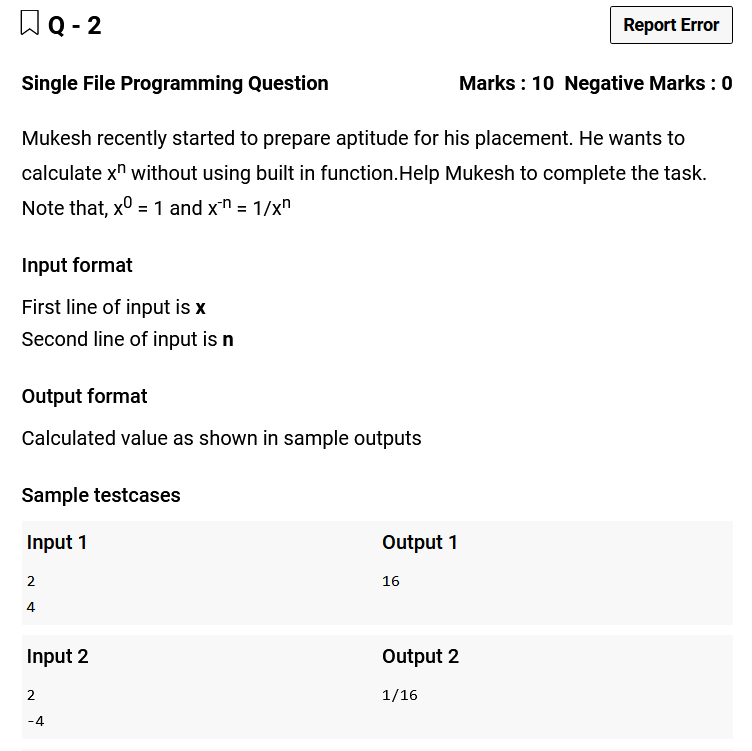 Q - 2
Report Error
Single File Programming Question
Marks : 10 Negative Marks : 0
Mukesh recently started to prepare aptitude for his placement. He wants to
calculate xⁿ without using built in function.Help Mukesh to complete the task.
Note that, x⁰ = 1 and x⁻ⁿ = 1/xⁿ
Input format
First line of input is x
Second line of input is n
Output format
Calculated value as shown in sample outputs
Sample testcases
Input 1
2
4
Output 1
16
Input 2
2
-4
Output 2
1/16